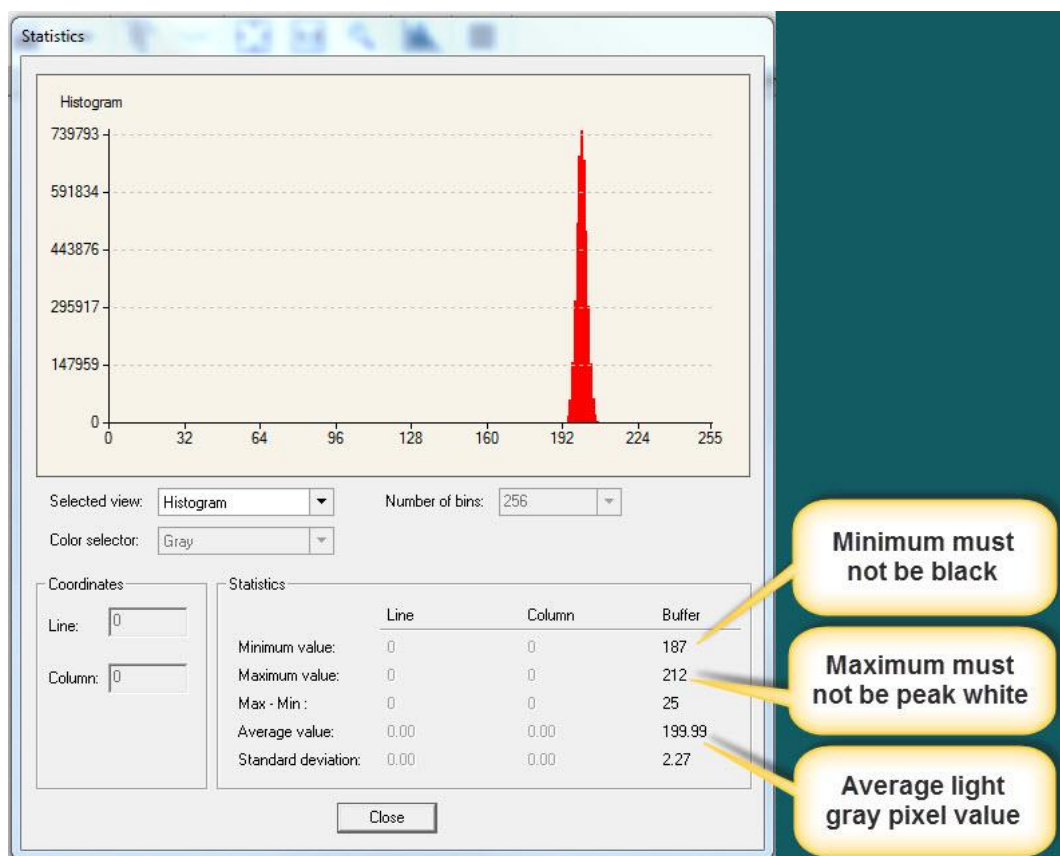 Statistics
Histogram
739793
591834
443876
295917
147959
0
0 32 64 96 128 160 192 224 255
Selected view: Histogram Number of bins: 256
Color selector: Gray
Coordinates
Line: 0
Column: 0
Statistics
Line Column Buffer
Minimum value: 0 0 187
Maximum value: 0 0 212
Max - Min : 0 0 25
Average value: 0.00 0.00 199.99
Standard deviation: 0.00 0.00 2.27
Close
Minimum must
not be black
Maximum must
not be peak white
Average light
gray pixel value